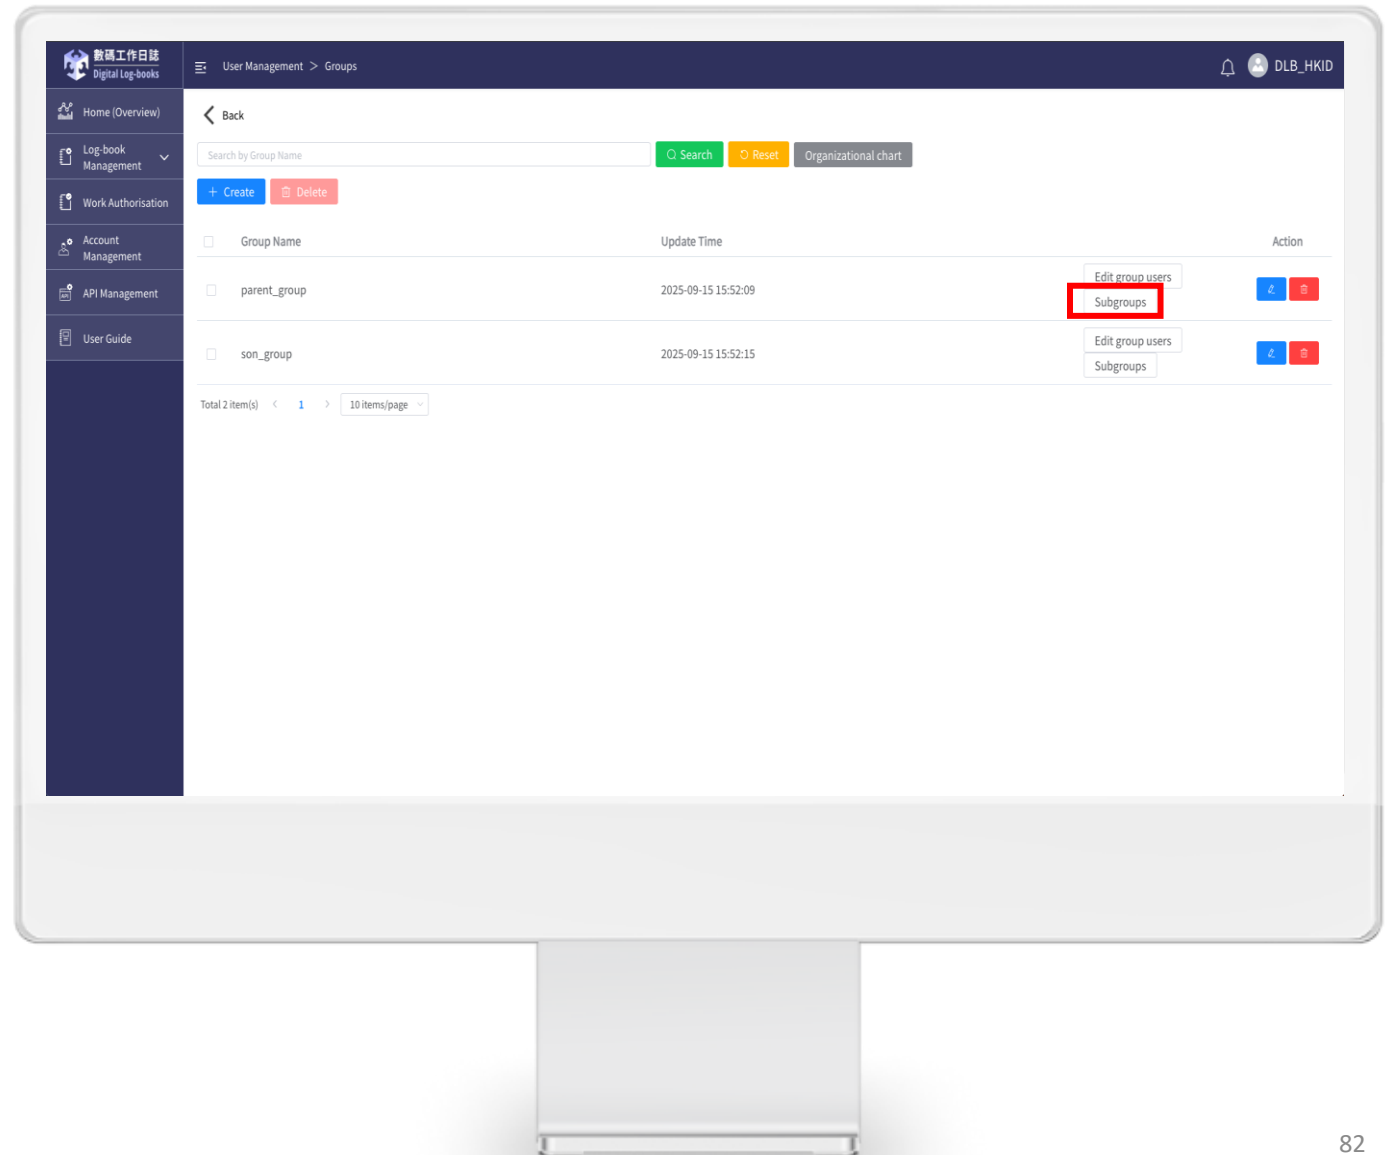 數碼工作日誌
Digital Log-books
User Management > Groups
DLB_HKID
Home (Overview)
Log-book
Management
Work Authorisation
Account
Management
API Management
User Guide
Back
Search by Group Name
Search
Reset
Organizational chart
+ Create
Delete
Group Name
Update Time
Action
parent_group
2025-09-15 15:52:09
Edit group users
Subgroups
son_group
2025-09-15 15:52:15
Edit group users
Subgroups
Total 2 item(s) < 1 > 10 items/page
82